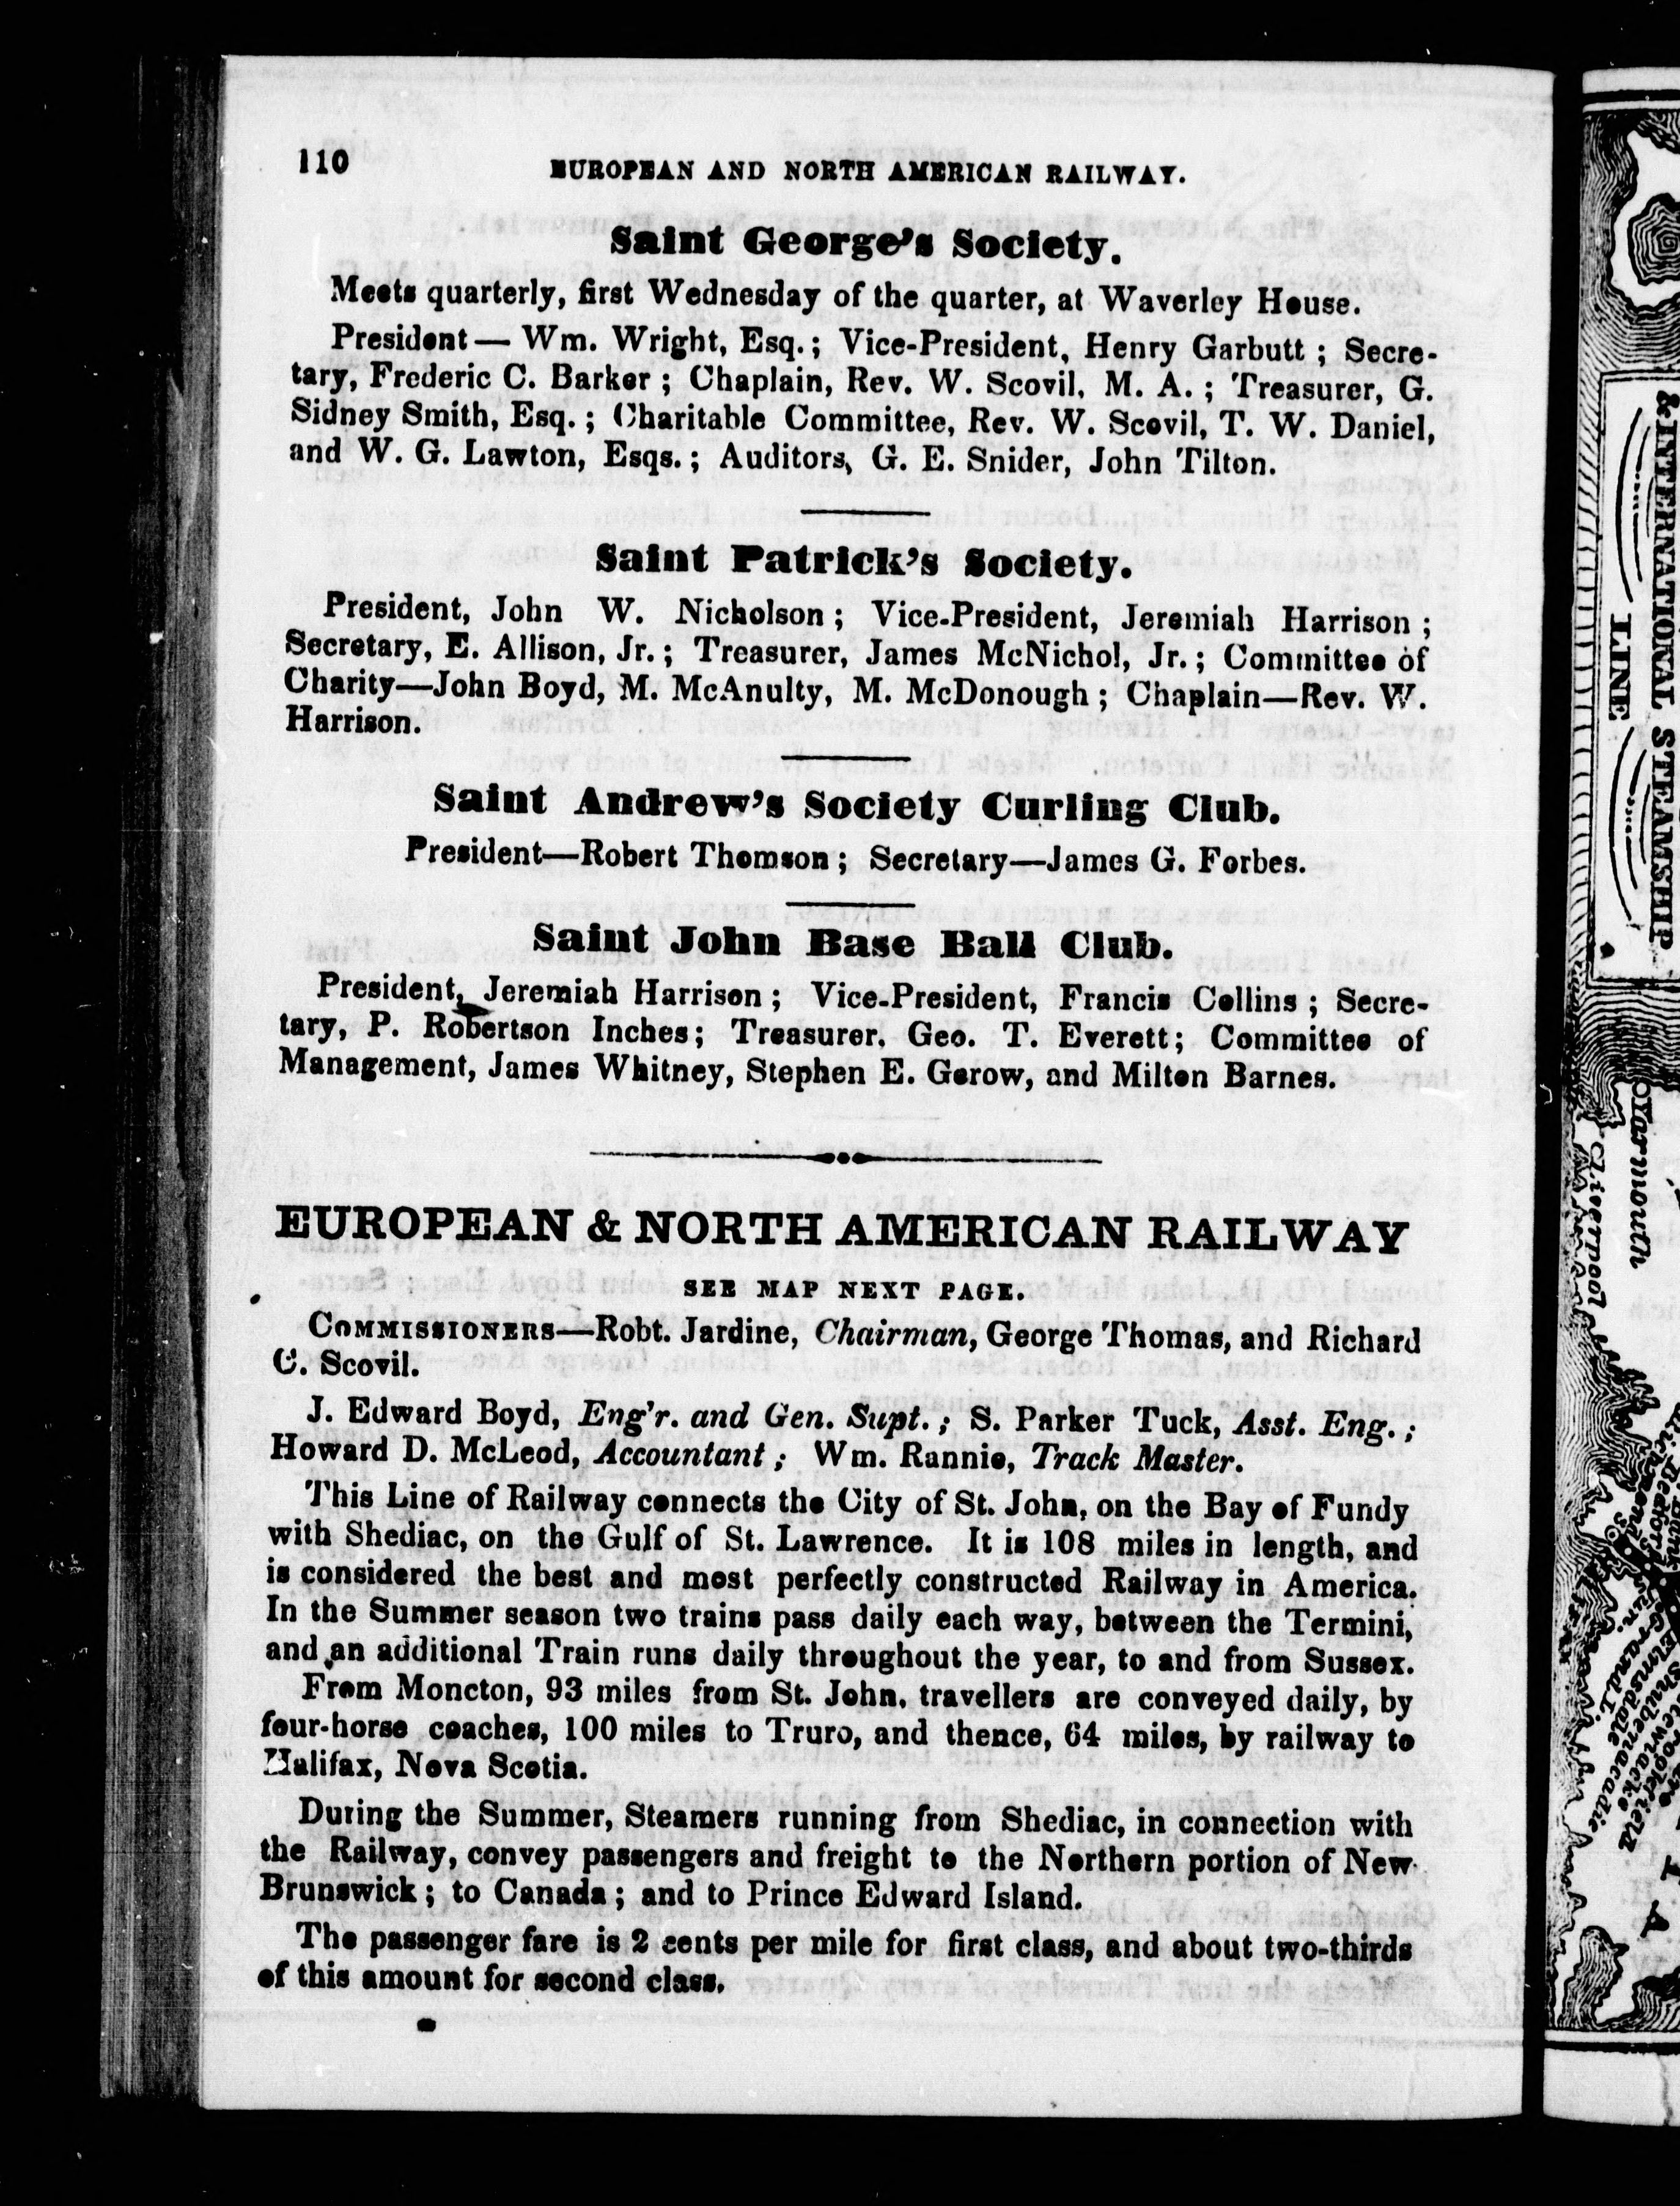 110
EUROPEAN AND NORTH AMERICAN RAILWAY.
Saint George's Society.
Meets quarterly, first Wednesday of the quarter, at Waverley House.
President— Wm. Wright, Esq.; Vice-President, Henry Garbutt; Secre-
tary, Frederic C. Barker; Chaplain, Rev. W. Scovil, M. A.; Treasurer, G.
Sidney Smith, Esq.; Charitable Committee, Rev. W. Scovil, T. W. Daniel,
and W. G. Lawton, Esqs.; Auditors, G. E. Snider, John Tilton.
Saint Patrick's Society.
President, John W. Nicholson; Vice-President, Jeremiah Harrison;
Secretary, E. Allison, Jr.; Treasurer, James McNichol, Jr.; Committee of
Charity—John Boyd, M. McAnulty, M. McDonough; Chaplain—Rev. W.
Harrison.
Saint Andrew's Society Curling Club.
President—Robert Thomson; Secretary—James G. Forbes.
Saint John Base Ball Club.
President, Jeremiah Harrison; Vice-President, Francis Collins; Secre-
tary, P. Robertson Inches; Treasurer, Geo. T. Everett; Committee of
Management, James Whitney, Stephen E. Gerow, and Milton Barnes.
EUROPEAN & NORTH AMERICAN RAILWAY
SEE MAP NEXT PAGE.
COMMISSIONERS—Robt. Jardine, Chairman, George Thomas, and Richard
C. Scovil.
J. Edward Boyd, Eng'r. and Gen. Supt.; S. Parker Tuck, Asst. Eng.;
Howard D. McLeod, Accountant; Wm. Rannie, Track Master.
This Line of Railway connects the City of St. John, on the Bay of Fundy
with Shediac, on the Gulf of St. Lawrence. It is 108 miles in length, and
is considered the best and most perfectly constructed Railway in America.
In the Summer season two trains pass daily each way, between the Termini,
and an additional Train runs daily throughout the year, to and from Sussex.
From Moncton, 93 miles from St. John, travellers are conveyed daily, by
four-horse coaches, 100 miles to Truro, and thence, 64 miles, by railway to
Halifax, Nova Scotia.
During the Summer, Steamers running from Shediac, in connection with
the Railway, convey passengers and freight to the Northern portion of New
Brunswick; to Canada; and to Prince Edward Island.
The passenger fare is 2 cents per mile for first class, and about two-thirds
of this amount for second class.
& INTERNATIONAL STEAMSHIP
LINE
Yarmouth
Liverpool